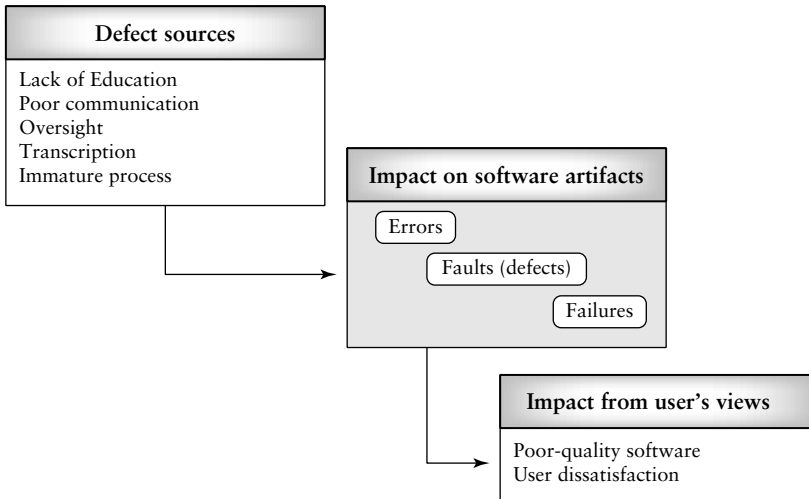 Defect sources
Lack of Education
Poor communication
Oversight
Transcription
Immature process
Impact on software artifacts
Errors
Faults (defects)
Failures
Impact from user's views
Poor-quality software
User dissatisfaction